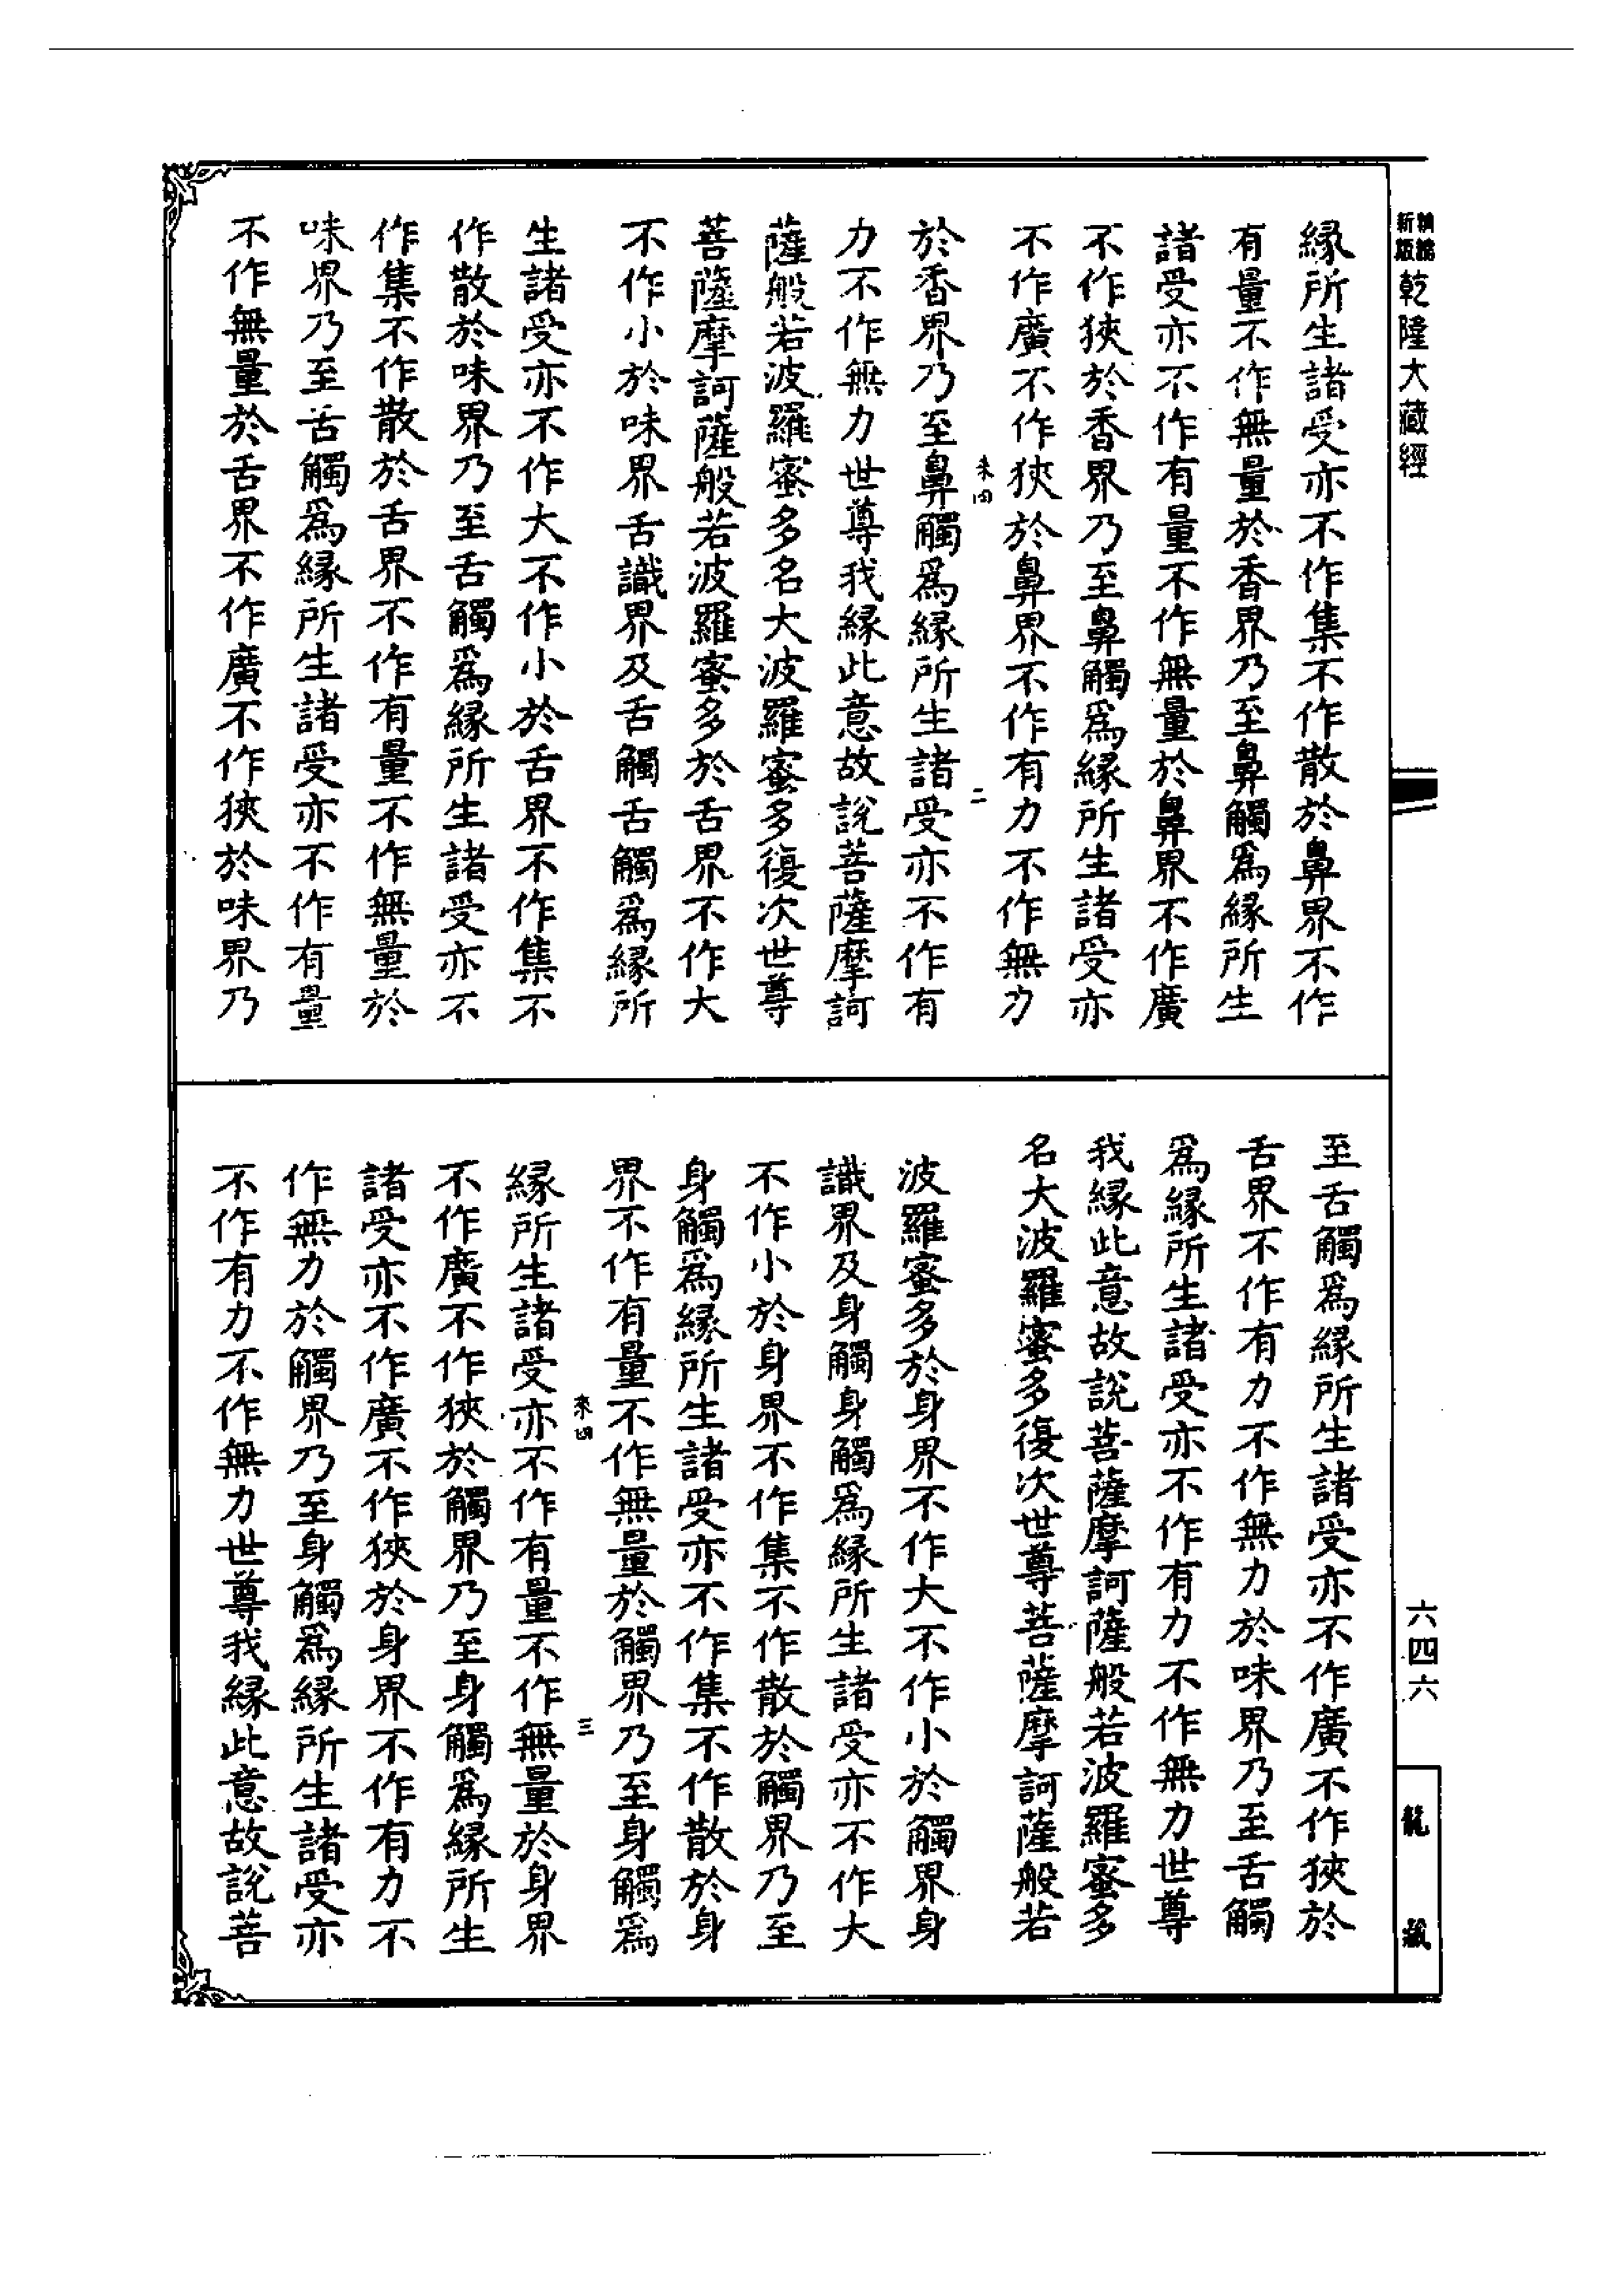 新版
精縮
乾隆大藏經
六四六
龍藏
緣所生諸受亦不作集不作散於鼻界不作
有量不作無量於香界乃至鼻觸爲緣所生
諸受亦不作有量不作無量於鼻界不作廣
不作狹於香界乃至鼻觸爲緣所生諸受亦
不作廣不作狹於鼻界不作有力不作無力
二
於香界乃至鼻觸爲緣所生諸受亦不作有
力不作無力世尊我緣此意故說菩薩摩訶
薩般若波羅蜜多名大波羅蜜多復次世尊
菩薩摩訶薩般若波羅蜜多於舌界不作大
不作小於味界舌識界及舌觸舌觸爲緣所
生諸受亦不作大不作小於舌界不作集不
作散於味界乃至舌觸爲緣所生諸受亦不
作集不作散於舌界不作有量不作無量於
味界乃至舌觸爲緣所生諸受亦不作有量
不作無量於舌界不作廣不作狹於味界乃
至舌觸爲緣所生諸受亦不作廣不作狹於
舌界不作有力不作無力於味界乃至舌觸
爲緣所生諸受亦不作有力不作無力世尊
我緣此意故說菩薩摩訶薩般若波羅蜜多
名大波羅蜜多復次世尊菩薩摩訶薩般若
波羅蜜多於身界不作大不作小於觸界身
識界及身觸身觸爲緣所生諸受亦不作大
不作小於身界不作集不作散於觸界乃至
身觸爲緣所生諸受亦不作集不作散於身
界不作有量不作無量於觸界乃至身觸爲
三
緣所生諸受亦不作有量不作無量於身界
不作廣不作狹於觸界乃至身觸爲緣所生
諸受亦不作廣不作狹於身界不作有力不
作無力於觸界乃至身觸爲緣所生諸受亦
不作有力不作無力世尊我緣此意故說菩